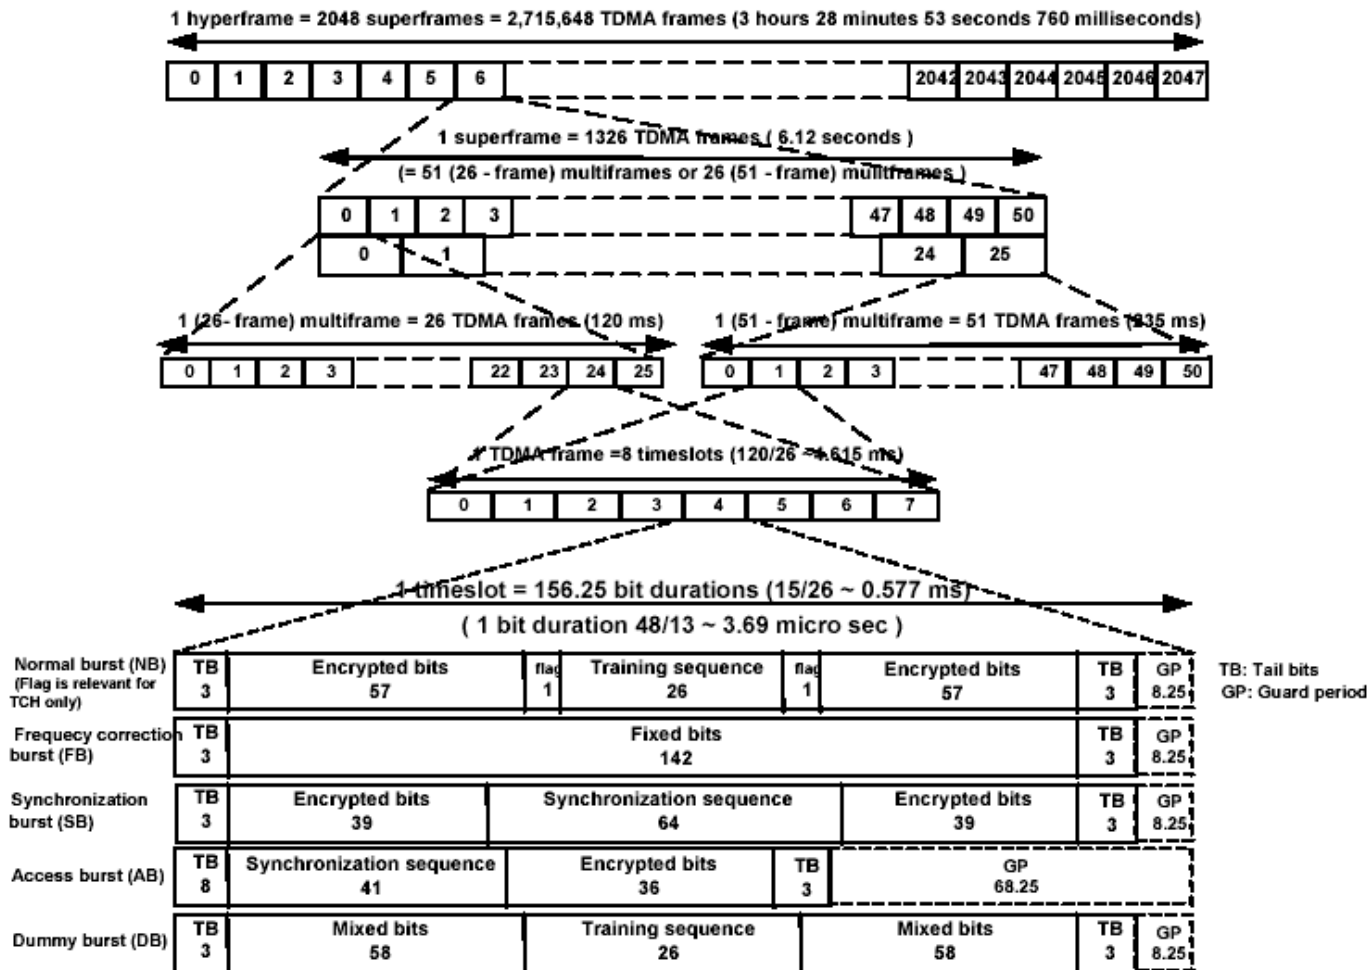 1 hyperframe = 2048 superframes = 2,715,648 TDMA frames (3 hours 28 minutes 53 seconds 760 milliseconds)
0 1 2 3 4 5 6 2042 2043 2044 2045 2046 2047
1 superframe = 1326 TDMA frames ( 6.12 seconds )
(= 51 (26 - frame) multiframes or 26 (51 - frame) multiframes )
0 1 2 3 47 48 49 50
0 1 24 25
1 (26- frame) multiframe = 26 TDMA frames (120 ms) 1 (51 - frame) multiframe = 51 TDMA frames (235 ms)
0 1 2 3 22 23 24 25 0 1 2 3 47 48 49 50
1 TDMA frame =8 timeslots (120/26 ~4.615 ms)
0 1 2 3 4 5 6 7
1 timeslot = 156.25 bit durations (15/26 ~ 0.577 ms)
( 1 bit duration 48/13 ~ 3.69 micro sec )
Normal burst (NB) TB Encrypted bits flag Training sequence flag Encrypted bits TB GP TB: Tail bits
(Flag is relevant for 3 57 1 26 1 57 3 8.25 GP: Guard period
TCH only)
Frequecy correction TB Fixed bits TB GP
burst (FB) 3 142 3 8.25
Synchronization TB Encrypted bits Synchronization sequence Encrypted bits TB GP
burst (SB) 3 39 64 39 3 8.25
Access burst (AB) TB Synchronization sequence Encrypted bits TB GP
8 41 36 3 68.25
Dummy burst (DB) TB Mixed bits Training sequence Mixed bits TB GP
3 58 26 58 3 8.25